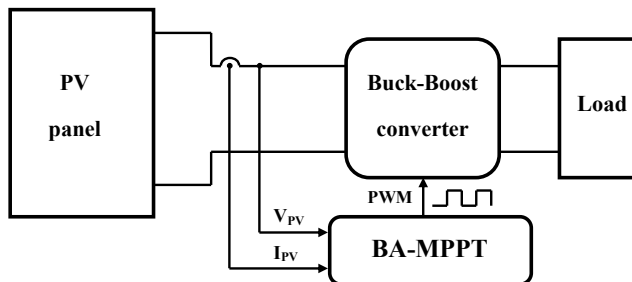 PV
panel
Buck-Boost
converter
Load
PWM
VPV
IPV
BA-MPPT